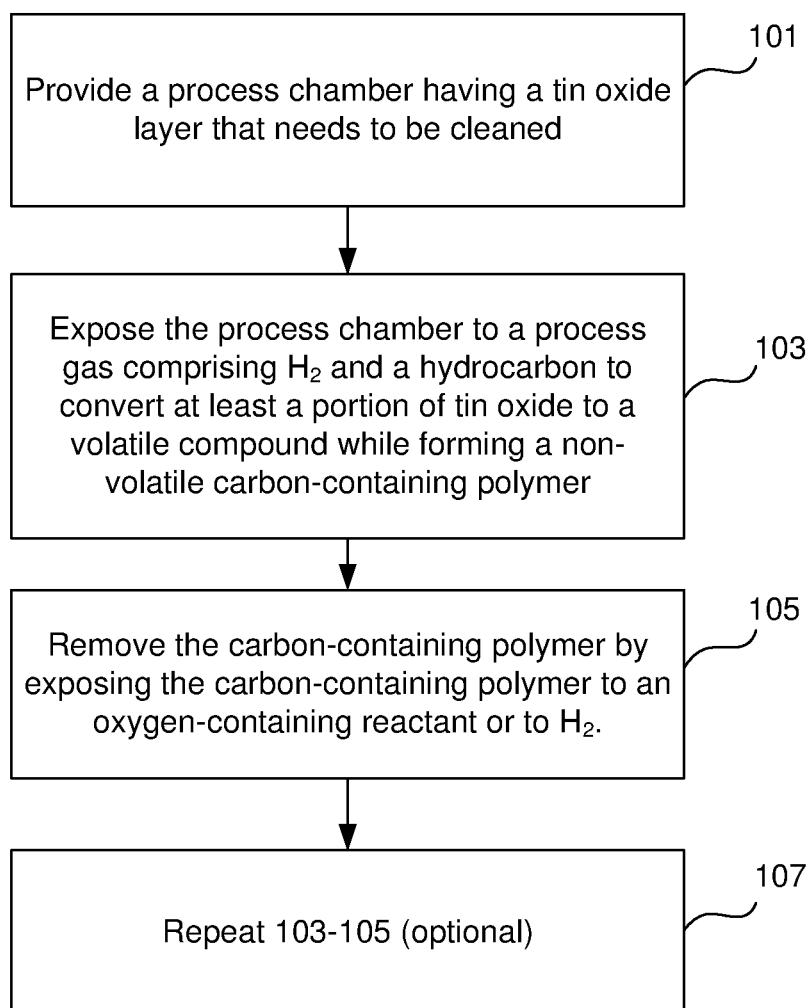 101
Provide a process chamber having a tin oxide
layer that needs to be cleaned
Expose the process chamber to a process
gas comprising H₂ and a hydrocarbon to
convert at least a portion of tin oxide to a
volatile compound while forming a non-
volatile carbon-containing polymer
103
Remove the carbon-containing polymer by
exposing the carbon-containing polymer to an
oxygen-containing reactant or to H₂.
105
Repeat 103-105 (optional)
107